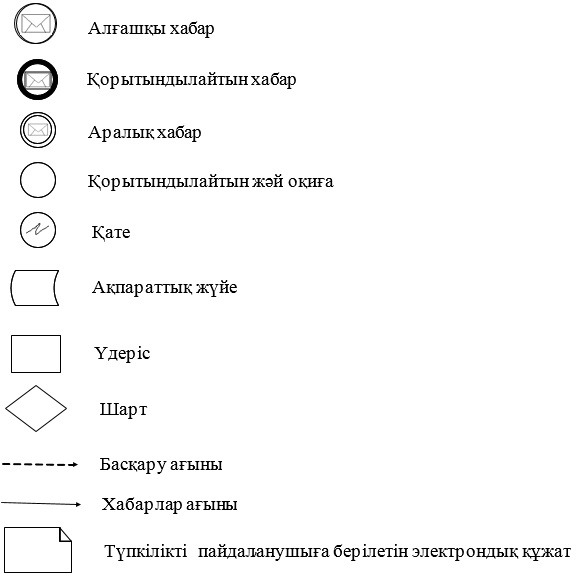 Алғашқы хабар
Қорытындылайтын хабар
Аралық хабар
Қорытындылайтын жәй оқиға
Қате
Ақпараттық жүйе
Үдеріс
Шарт
Басқару ағыны
Хабарлар ағыны
Түпкілікті пайдаланушыға берілетін электрондық құжат